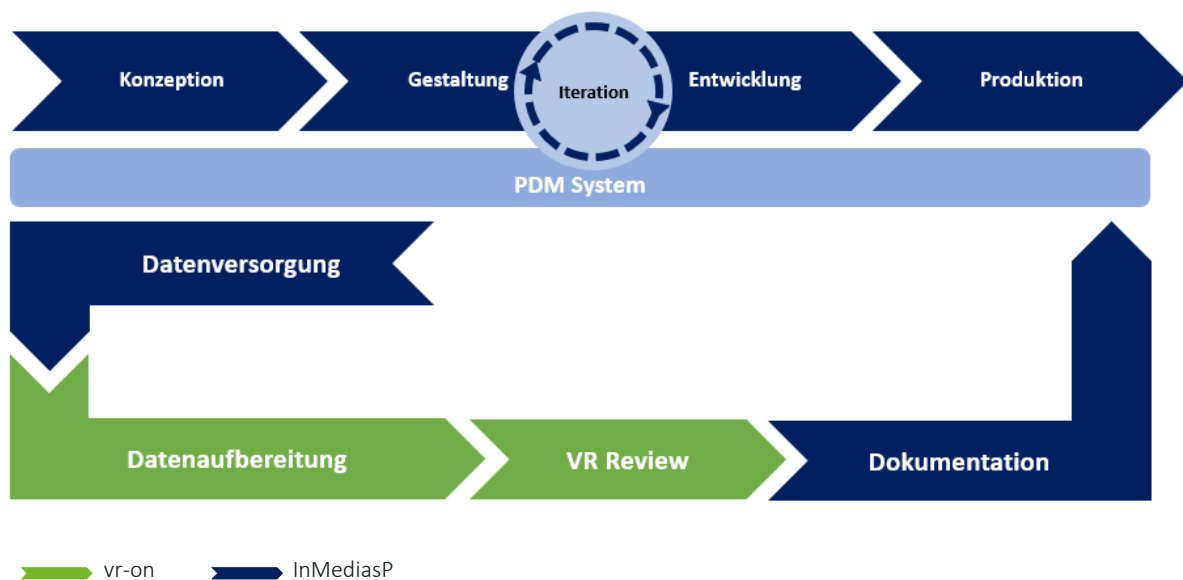 Konzeption
Gestaltung
Iteration
Entwicklung
Produktion
PDM System
Datenversorgung
Datenaufbereitung
VR Review
Dokumentation
vr-on
InMediasP